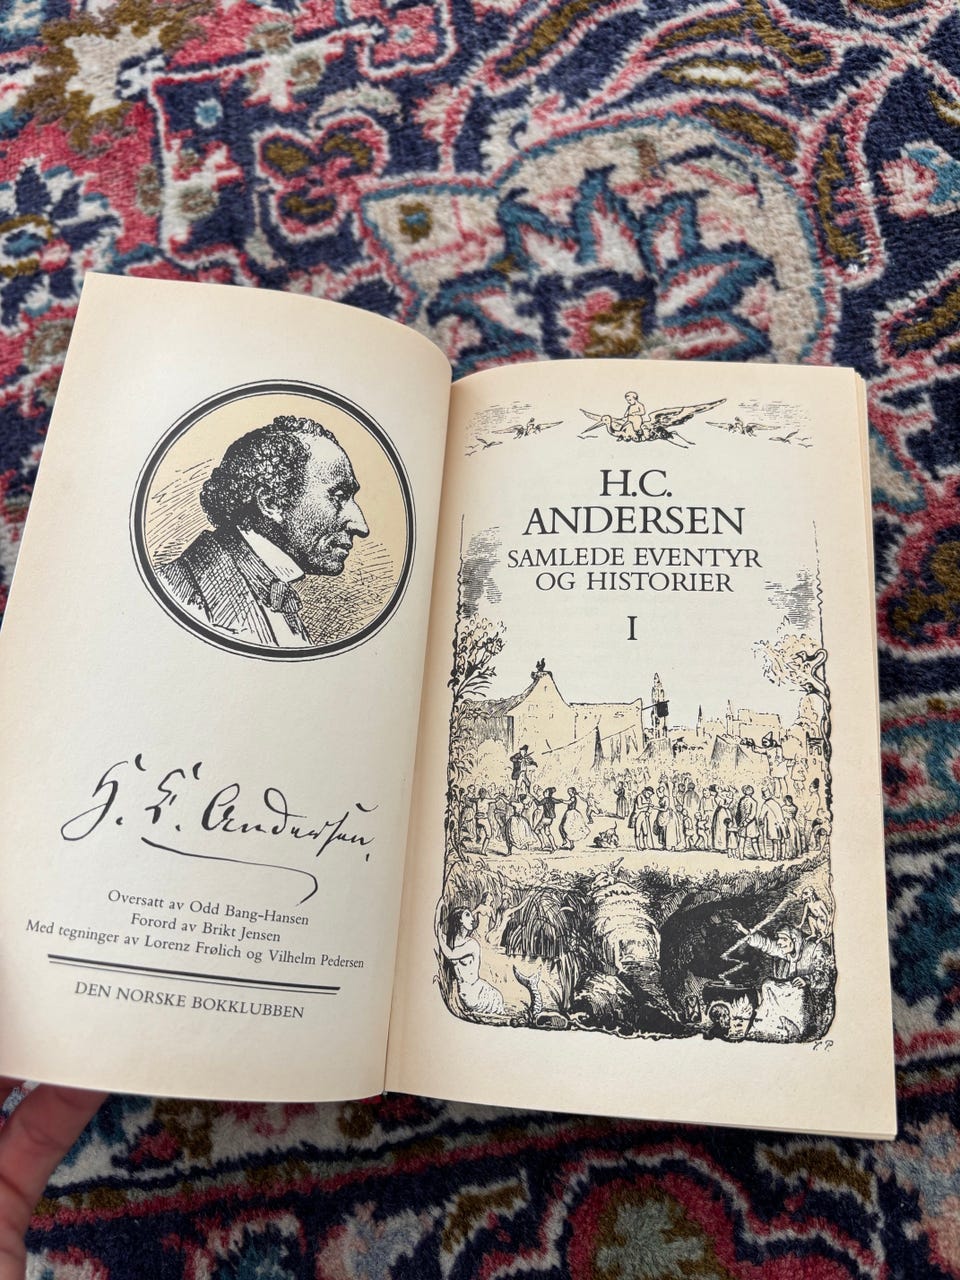 H. C. Andersen.
Oversatt av Odd Bang-Hansen
Forord av Brikt Jensen
Med tegninger av Lorenz Frølich og Vilhelm Pedersen
DEN NORSKE BOKKLUBBEN
H.C.
ANDERSEN
SAMLEDE EVENTYR
OG HISTORIER
I
V.P.